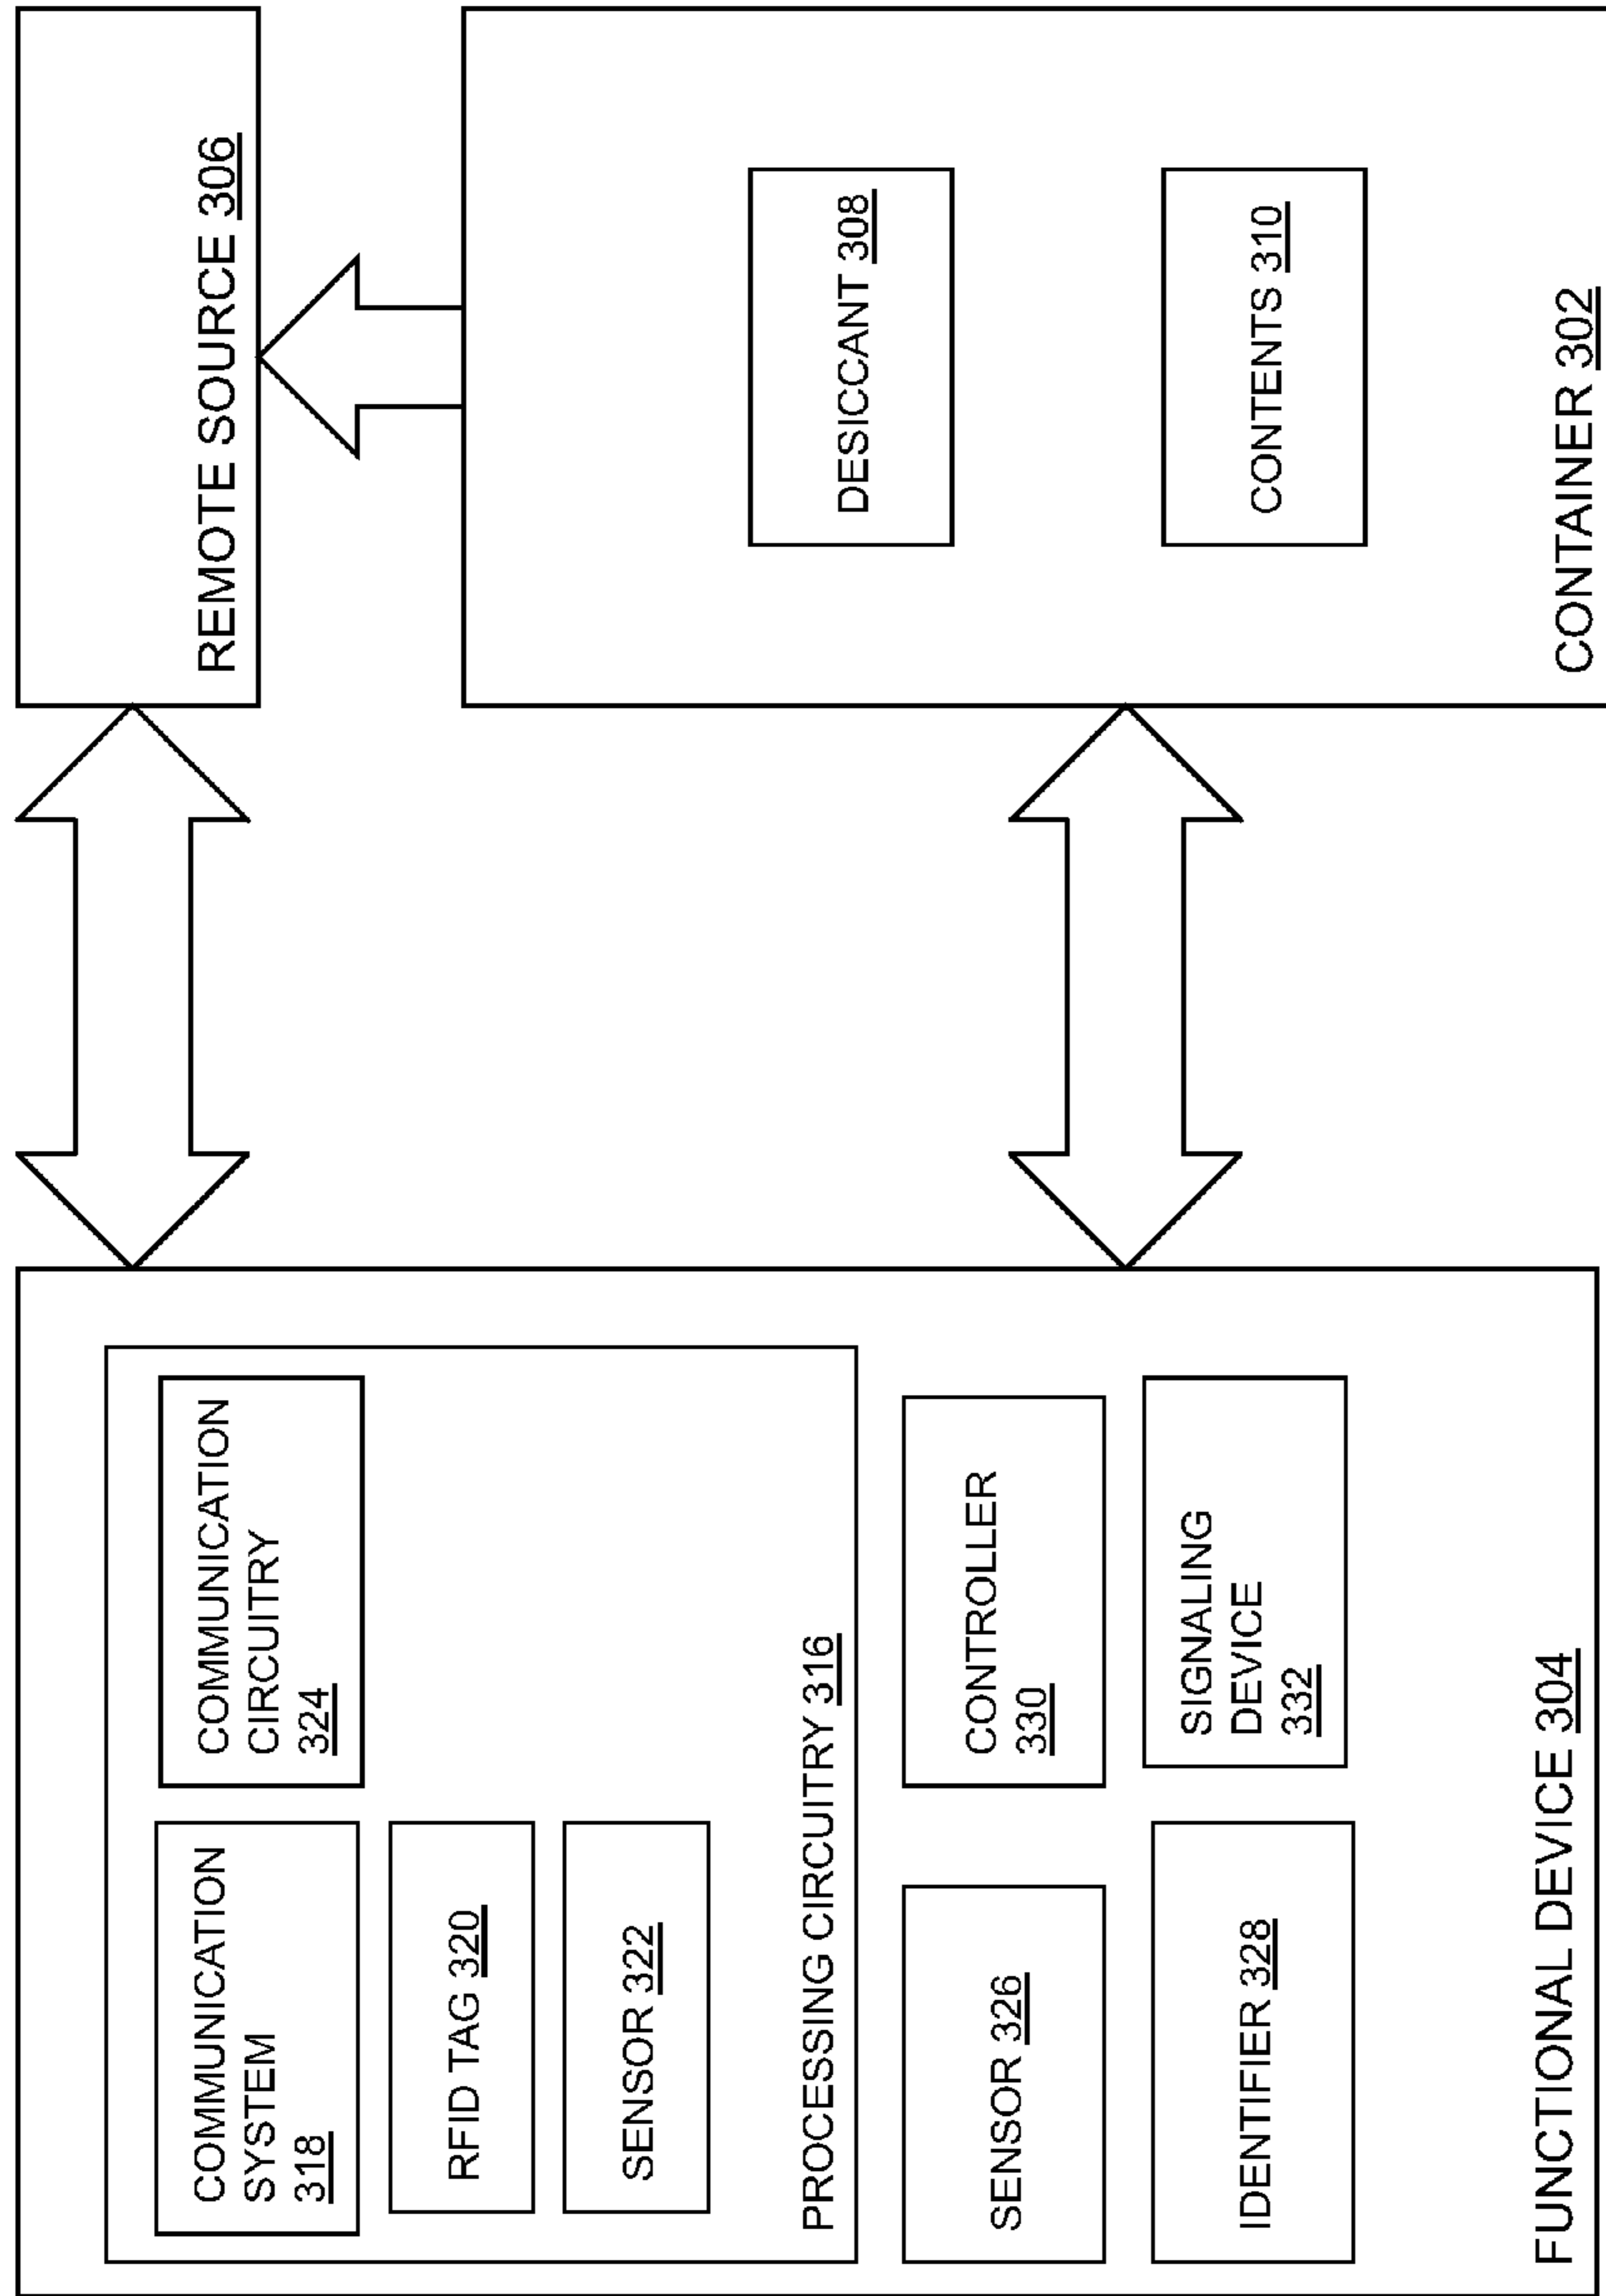 COMMUNICATION
SYSTEM
318
COMMUNICATION
CIRCUITRY
324
RFID TAG 320
SENSOR 322
PROCESSING CIRCUITRY 316
SENSOR 326
CONTROLLER
330
IDENTIFIER 328
SIGNALING
DEVICE
332
FUNCTIONAL DEVICE 304
REMOTE SOURCE 306
DESICCANT 308
CONTENTS 310
CONTAINER 302